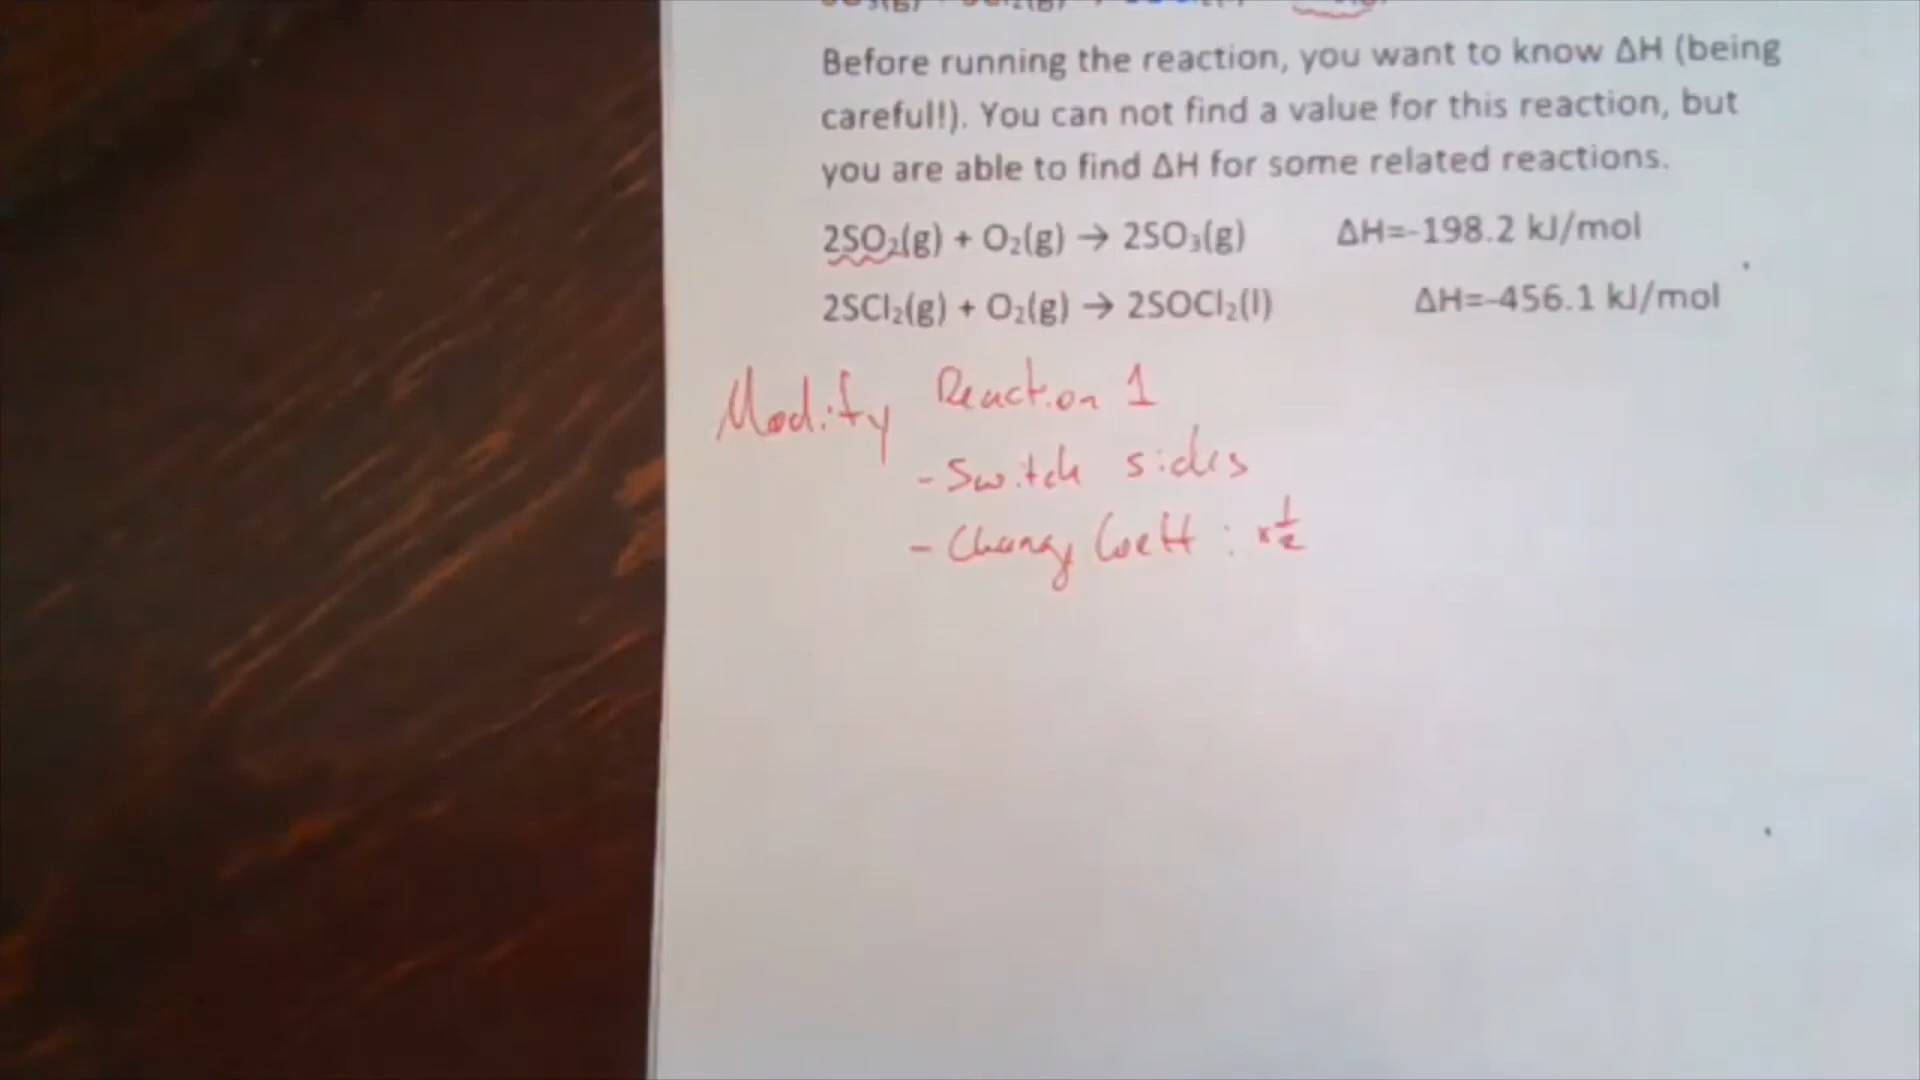 Before running the reaction, you want to know ΔH (being
careful!). You can not find a value for this reaction, but
you are able to find ΔH for some related reactions.
2SO₂(g) + O₂(g) → 2SO₃(g) ΔH=-198.2 kJ/mol
2SCl₂(g) + O₂(g) → 2SOCl₂(l) ΔH=-456.1 kJ/mol
Modify Reaction 1
- Switch sides
- Change Coeff : x½